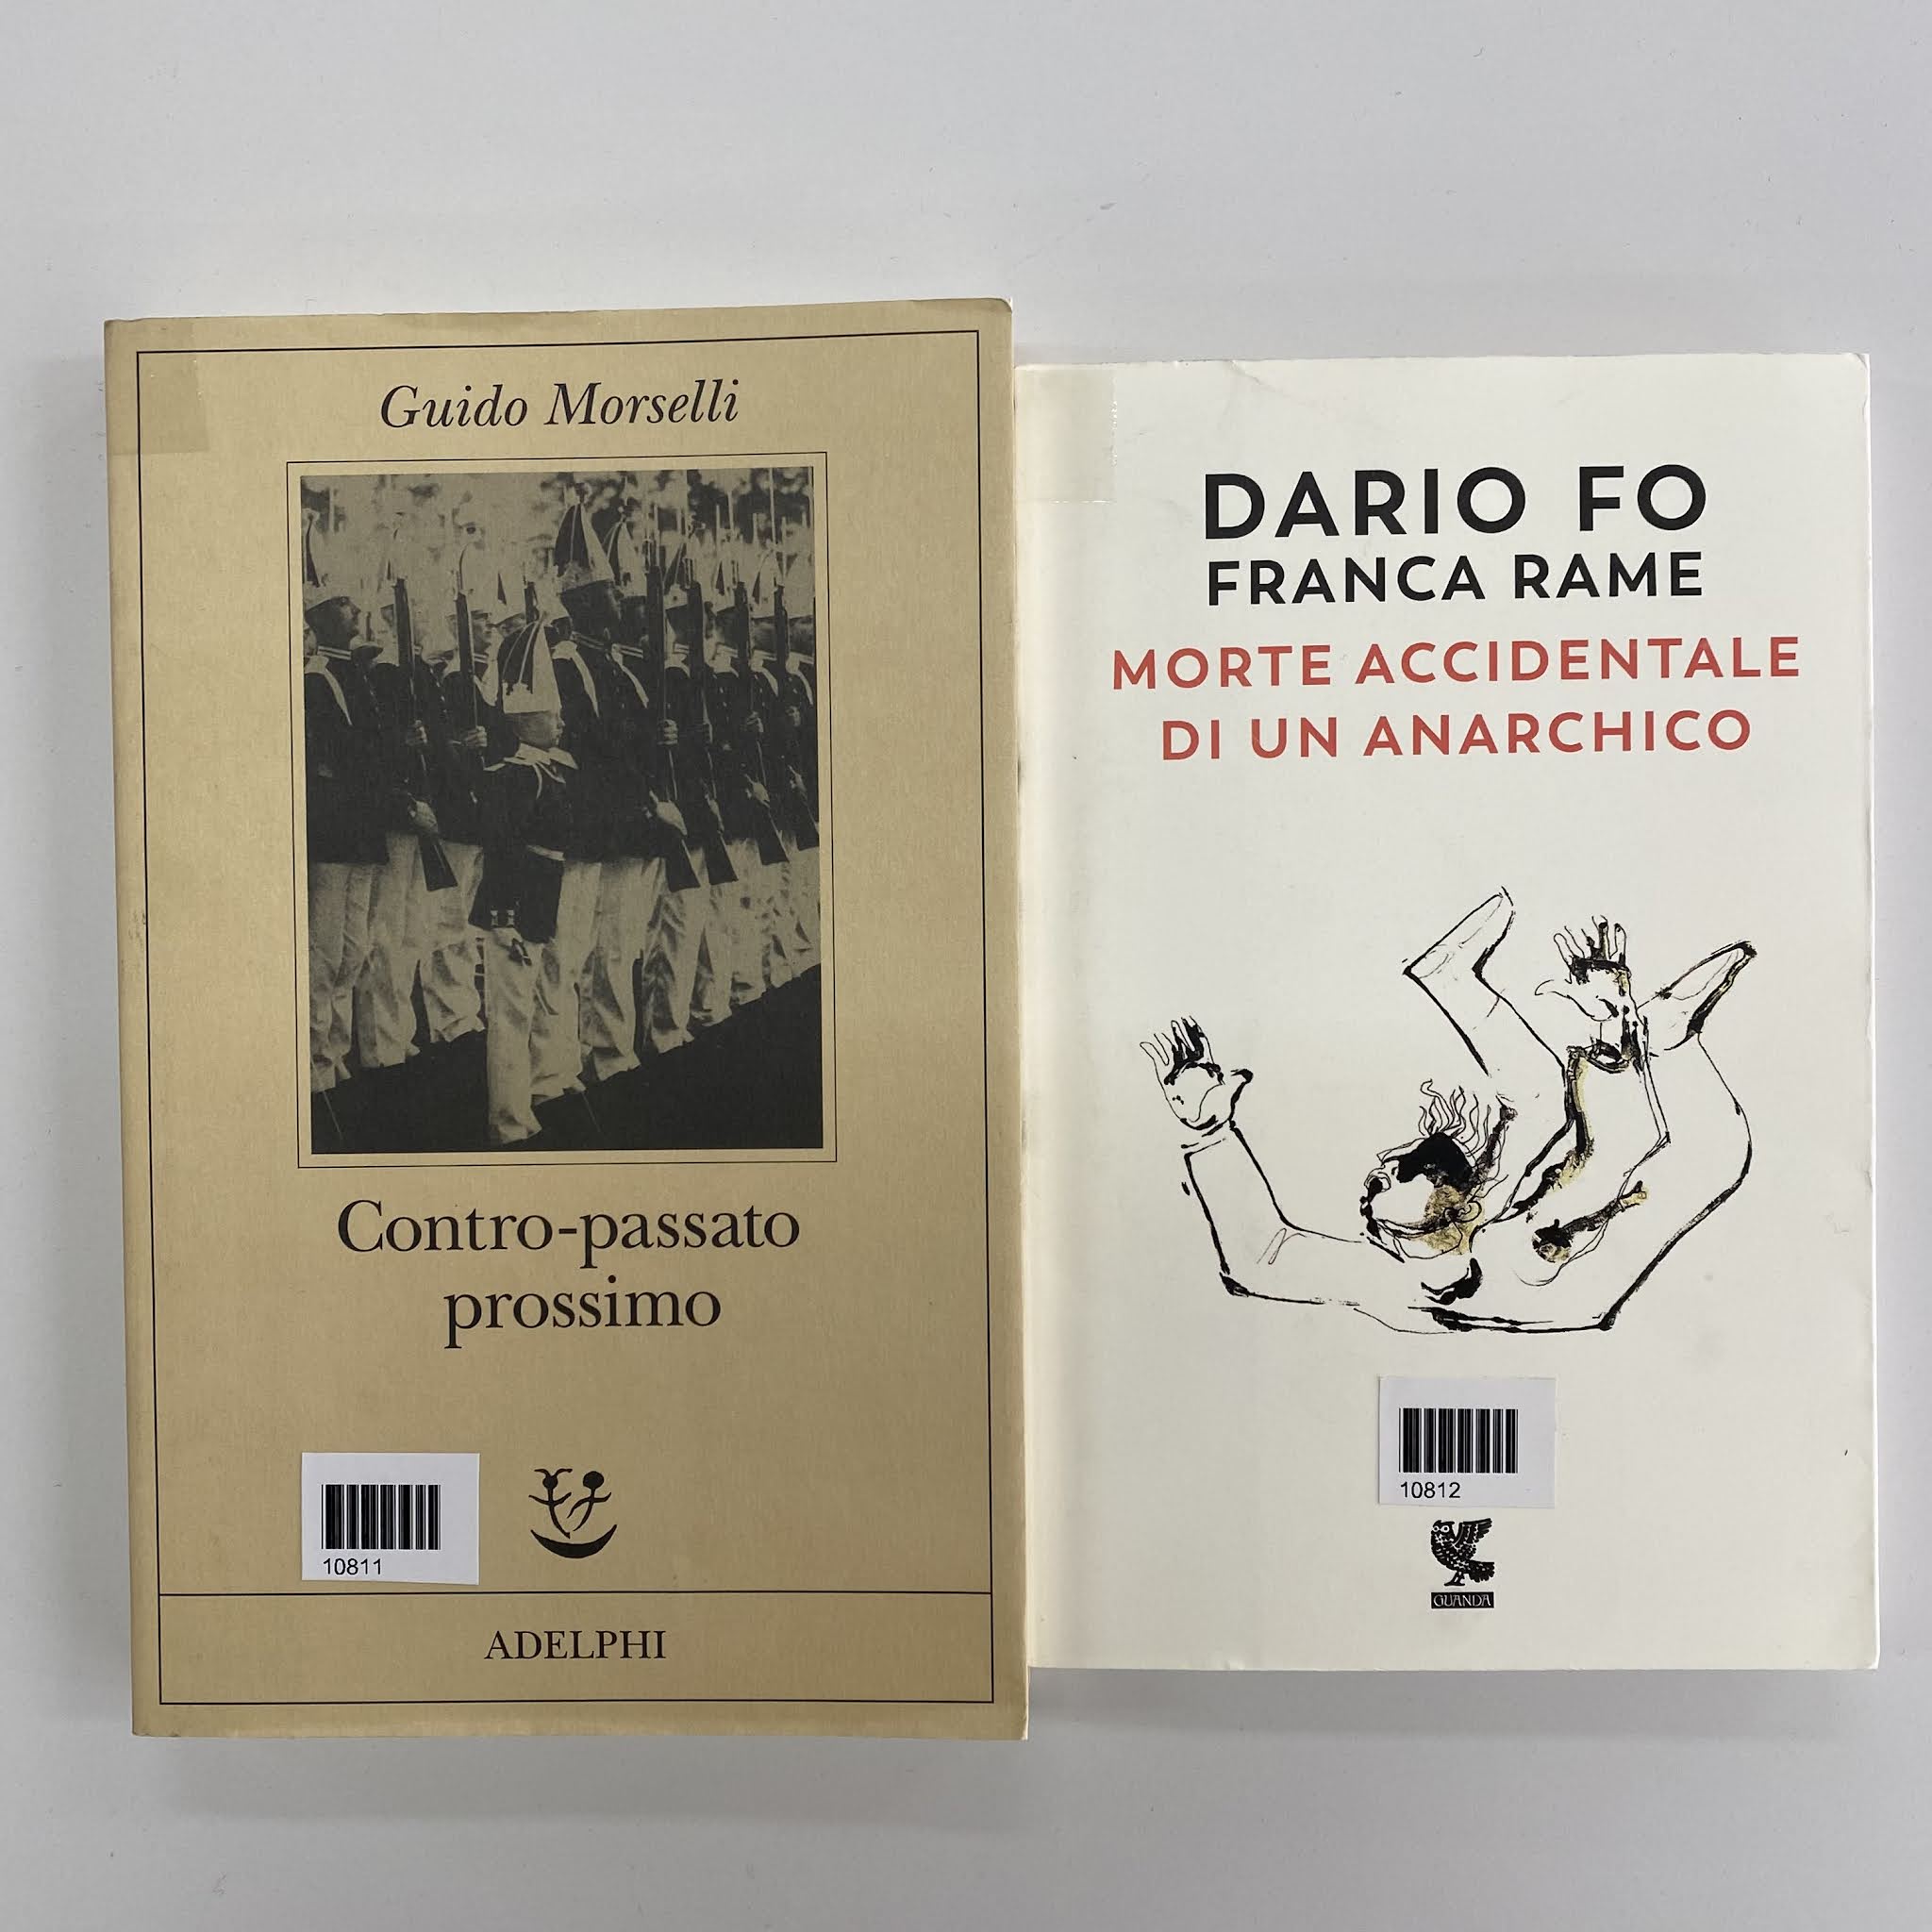 Guido Morselli
Contro-passato
prossimo
10811
ADELPHI
DARIO FO
FRANCA RAME
MORTE ACCIDENTALE
DI UN ANARCHICO
10812
GUANDA